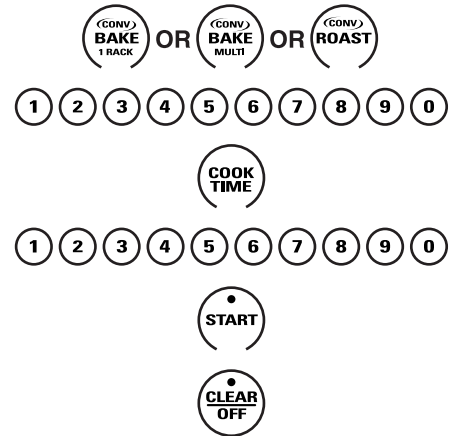 CONV BAKE 1 RACK OR CONV BAKE MULTI OR CONV ROAST
1 2 3 4 5 6 7 8 9 0
COOK TIME
1 2 3 4 5 6 7 8 9 0
START
CLEAR OFF